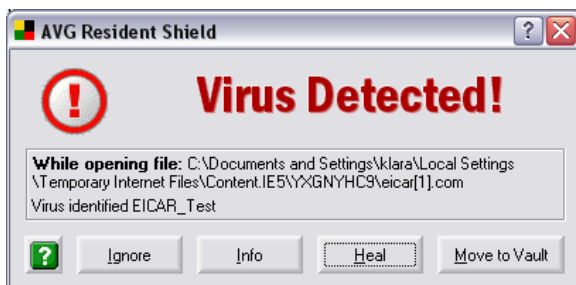 AVG Resident Shield
Virus Detected!
While opening file: C:\Documents and Settings\klara\Local Settings
\Temporary Internet Files\Content.IE5\YXGNYHC9\eicar[1].com
Virus identified EICAR_Test
? Ignore Info Heal Move to Vault